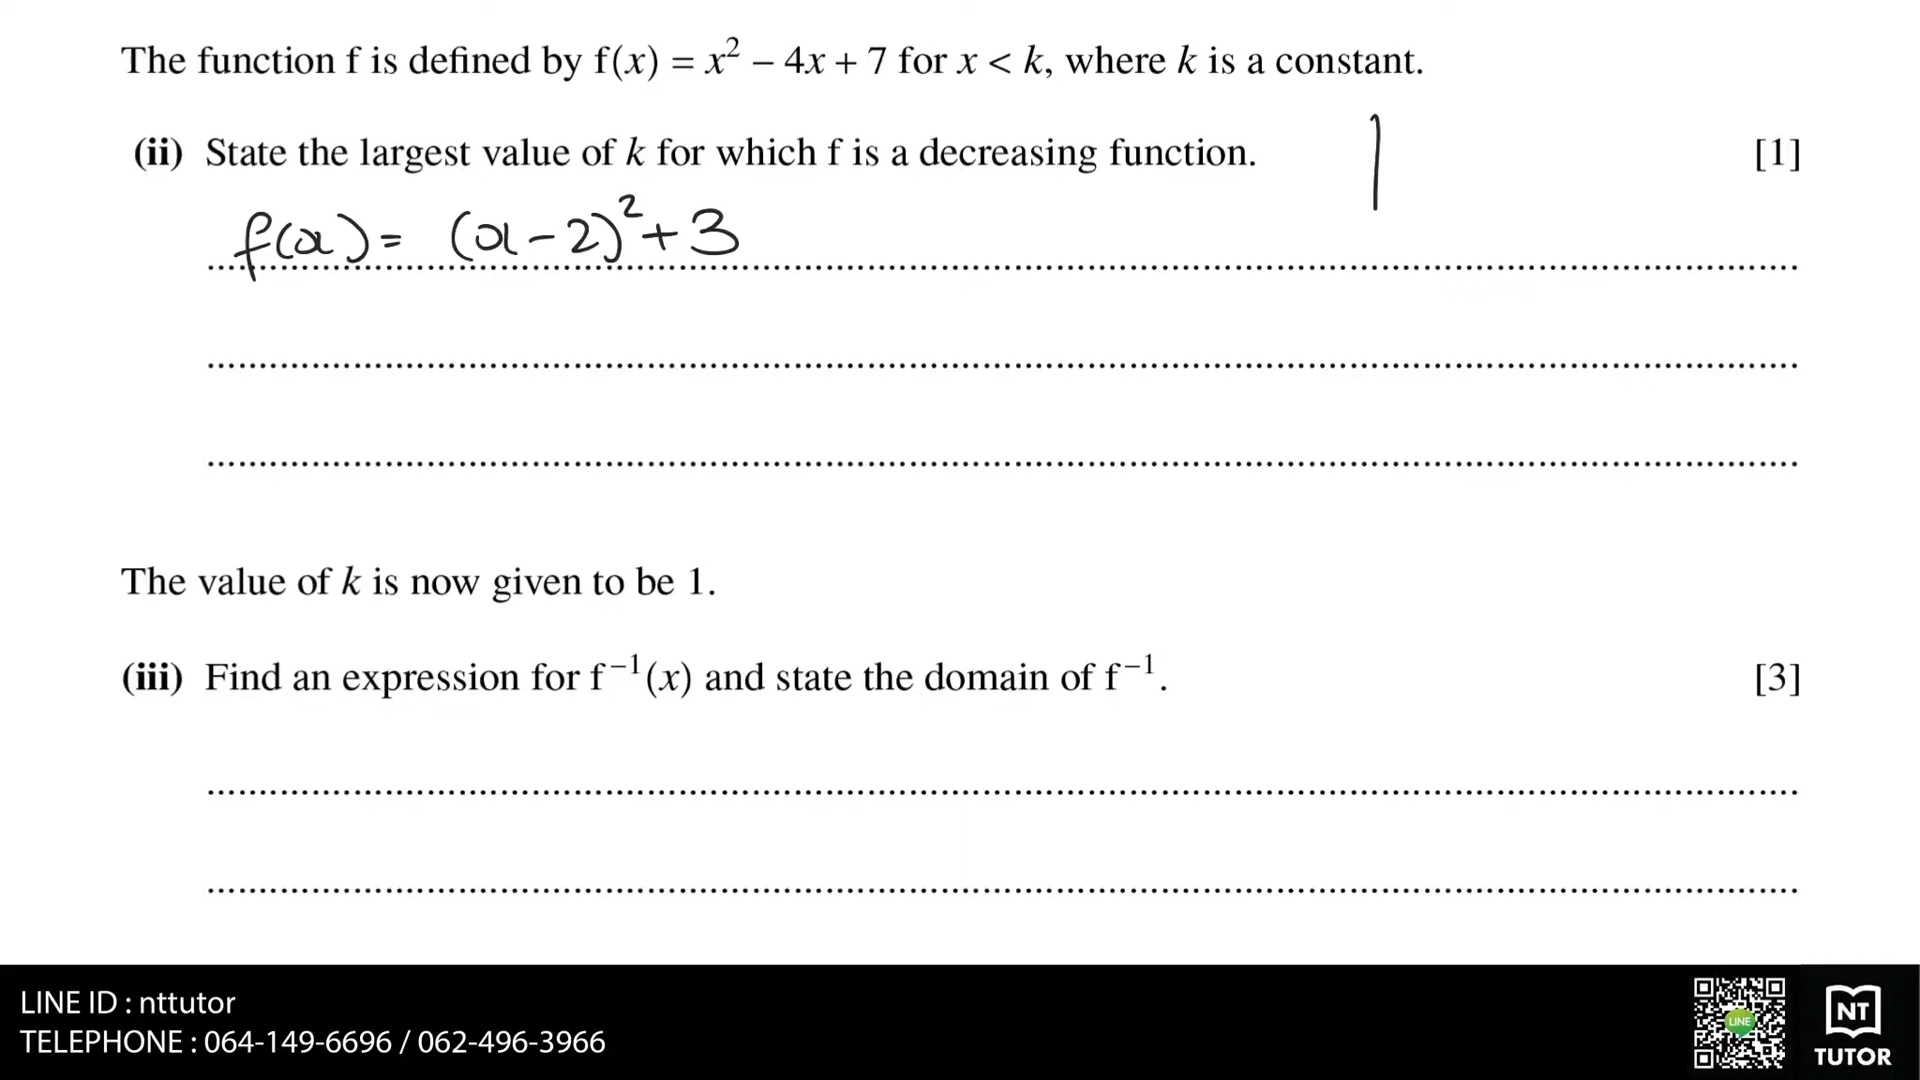 The function f is defined by f(x) = x² − 4x + 7 for x < k, where k is a constant.
(ii) State the largest value of k for which f is a decreasing function. [1]
f(x) = (x − 2)² + 3
The value of k is now given to be 1.
(iii) Find an expression for f⁻¹(x) and state the domain of f⁻¹. [3]
LINE ID : nttutor
TELEPHONE : 064-149-6696 / 062-496-3966
LINE
NT
TUTOR